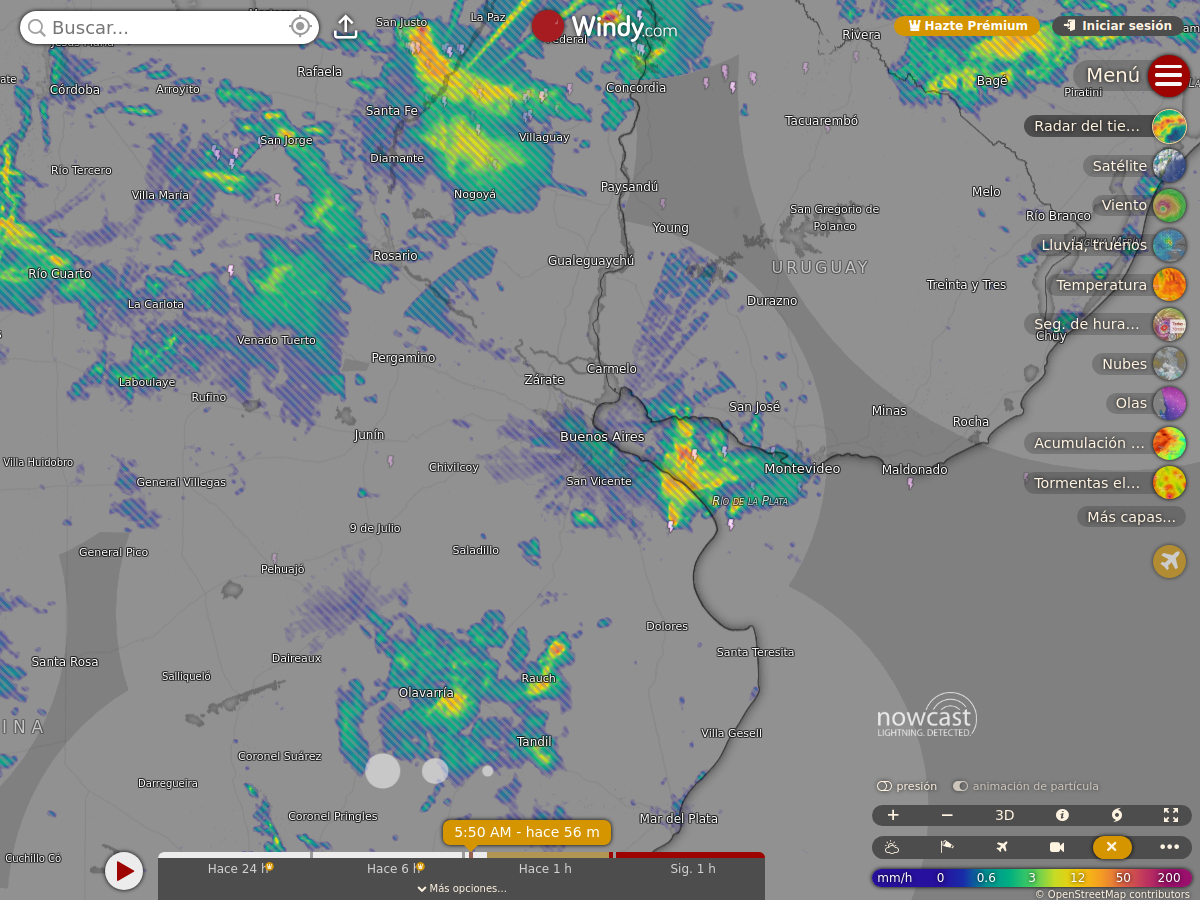 Buscar...
Windy.com
Hazte Prémium
Iniciar sesión
Menú
San Justo
La Paz
Federal
Rivera
Jesús María
Rafaela
Córdoba
Arroyito
Concordia
Bagé
Piratini
Santa Fe
Tacuarembó
Radar del tie...
San Jorge
Villaguay
Diamante
Satélite
Río Tercero
Villa María
Nogoyá
Paysandú
Melo
Viento
San Gregorio de
Polanco
Río Branco
Young
Lluvia, truenos
Rosario
Gualeguaychú
URUGUAY
Río Cuarto
Temperatura
Treinta y Tres
La Carlota
Durazno
Seg. de hura...
Chuy
Venado Tuerto
Pergamino
Nubes
Laboulaye
Carmelo
Zárate
Rufino
Olas
San José
Minas
Rocha
Junín
Buenos Aires
Acumulación ...
Villa Huidobro
Chivilcoy
Montevideo
Maldonado
General Villegas
San Vicente
Tormentas el...
Río de la Plata
Más capas...
9 de Julio
General Pico
Saladillo
Pehuajó
Dolores
Santa Rosa
Daireaux
Santa Teresita
Salliqueló
Rauch
Olavarría
INA
nowcast
LIGHTNING. DETECTED.
Tandil
Villa Gesell
Coronel Suárez
Darregueira
presión
animación de partícula
Coronel Pringles
Mar del Plata
+ − 3D
5:50 AM - hace 56 m
Cuchillo Có
Hace 24 h
Hace 6 h
Hace 1 h
Sig. 1 h
Más opciones...
mm/h 0 0.6 3 12 50 200
© OpenStreetMap contributors